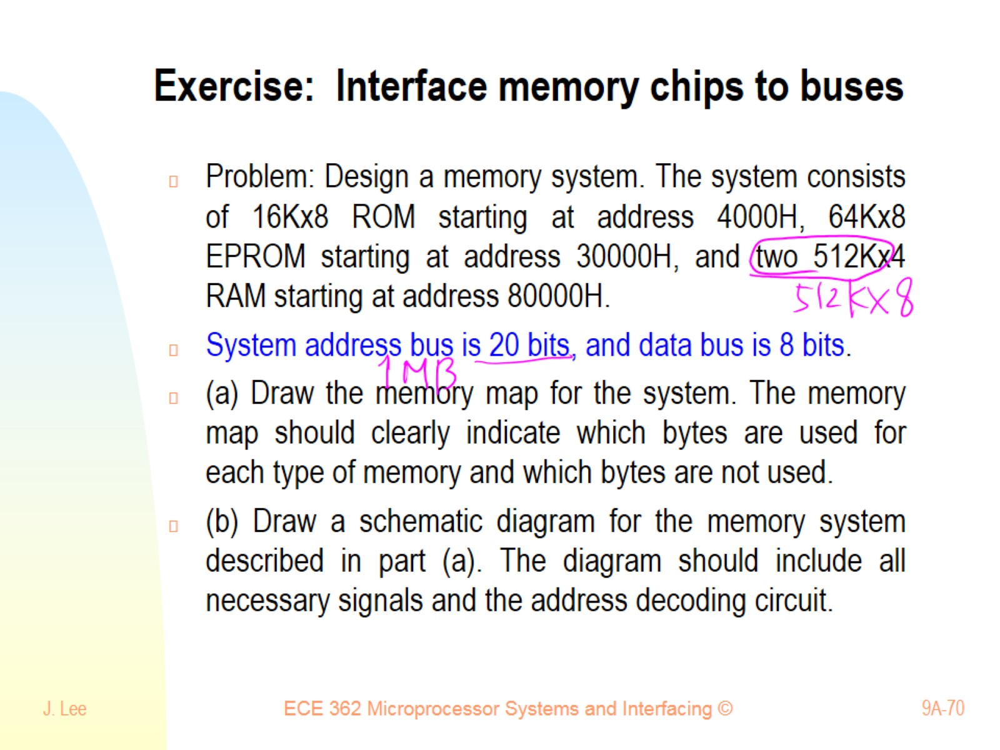 Exercise: Interface memory chips to buses
Problem: Design a memory system. The system consists
of 16Kx8 ROM starting at address 4000H, 64Kx8
EPROM starting at address 30000H, and two 512Kx4
RAM starting at address 80000H.
512Kx8
System address bus is 20 bits, and data bus is 8 bits.
1MB
(a) Draw the memory map for the system. The memory
map should clearly indicate which bytes are used for
each type of memory and which bytes are not used.
(b) Draw a schematic diagram for the memory system
described in part (a). The diagram should include all
necessary signals and the address decoding circuit.
J. Lee
ECE 362 Microprocessor Systems and Interfacing ©
9A-70